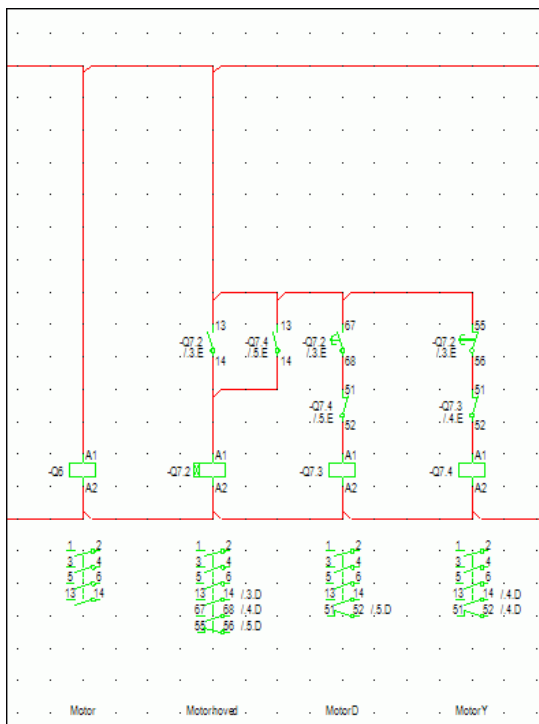 13 13 67 55
-Q7.2 -Q7.4 -Q7.2 -Q7.2
/.3.E /.5.E /.3.E /.3.E
14 14 68 56
51 51
-Q7.4 -Q7.3
/.5.E /.4.E
52 52
A1 A1 A1 A1
-Q6 -Q7.2 -Q7.3 -Q7.4
A2 A2 A2 A2
1 2 1 2 1 2 1 2
3 4 3 4 3 4 3 4
5 6 5 6 5 6 5 6
13 14 13 14 /.3.D 13 14 13 14 /.4.D
67 68 /.4.D 51 52 /.5.D 51 52 /.4.D
55 56 /.5.D
Motor Motorhoved MotorD MotorY